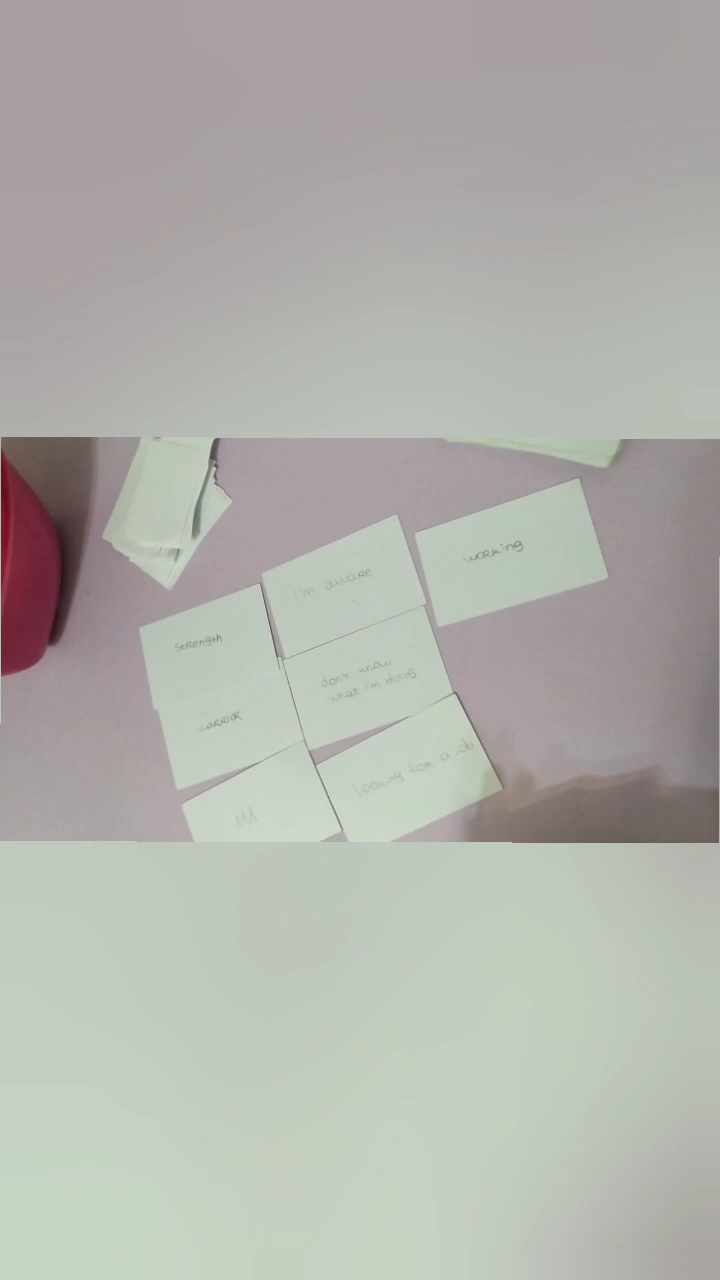 working
i'm aware
strength
don't know
what i'm doing
warrior
looking for a job